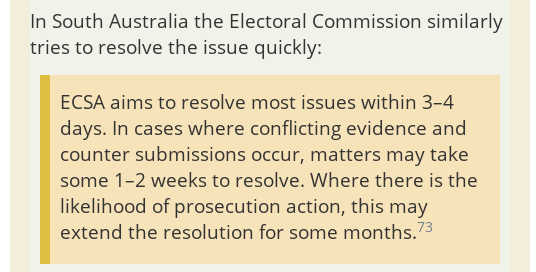 In South Australia the Electoral Commission similarly
tries to resolve the issue quickly:
ECSA aims to resolve most issues within 3–4
days. In cases where conflicting evidence and
counter submissions occur, matters may take
some 1–2 weeks to resolve. Where there is the
likelihood of prosecution action, this may
extend the resolution for some months.73